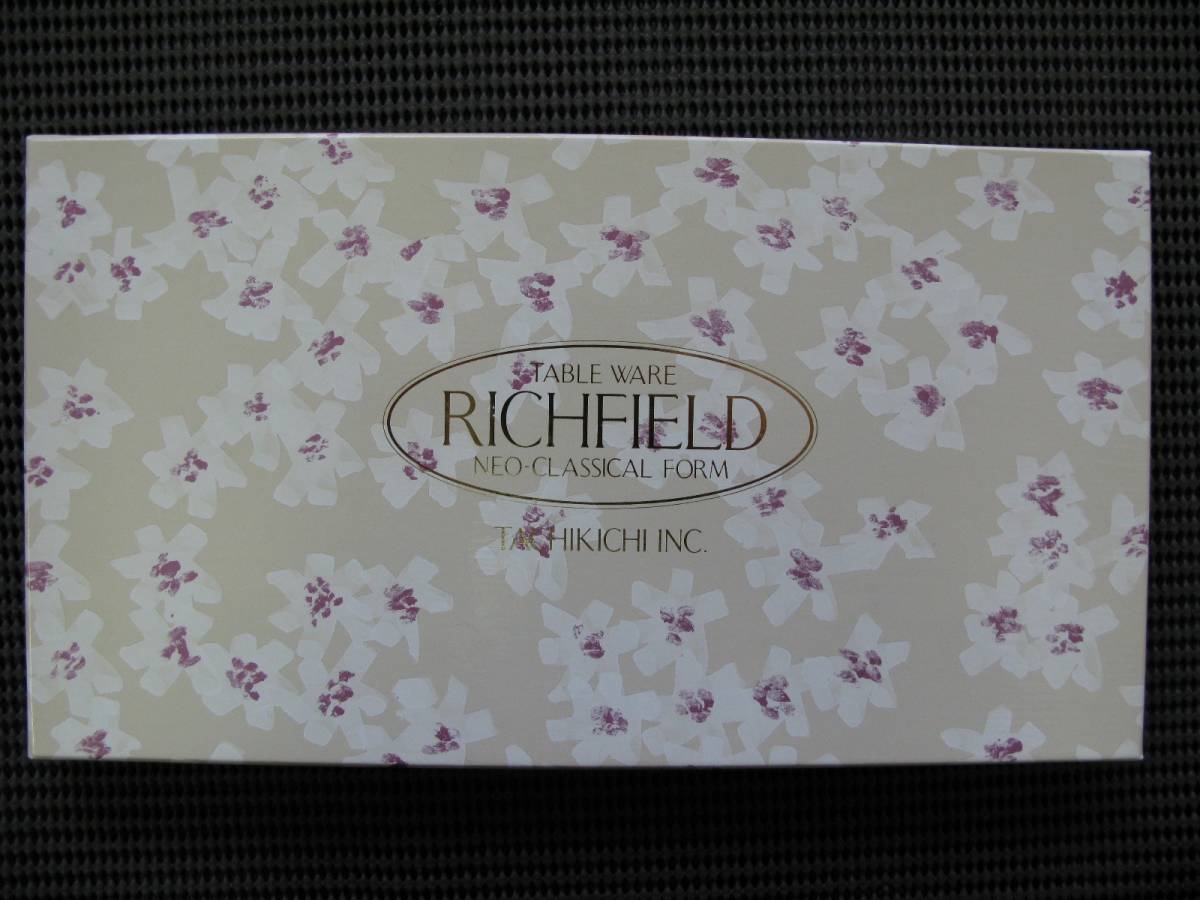 TABLE WARE
RICHFIELD
NEO-CLASSICAL FORM
TACHIKICHI INC.